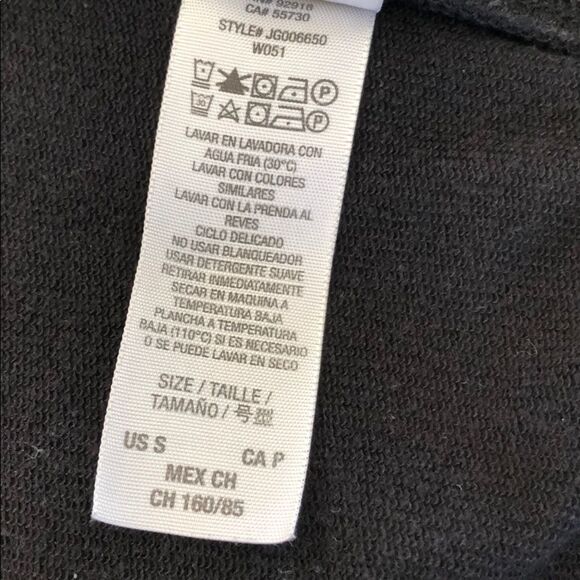 92916
CA# 55730
STYLE# JG006650
W051
P
30 P
LAVAR EN LAVADORA CON
AGUA FRIA (30°C)
LAVAR CON COLORES
SIMILARES
LAVAR CON LA PRENDA AL
REVES
CICLO DELICADO
NO USAR BLANQUEADOR
USAR DETERGENTE SUAVE
RETIRAR INMEDIATAMENTE
SECAR EN MAQUINA A
TEMPERATURA BAJA
PLANCHA A TEMPERATURA
BAJA (110°C) SI ES NECESARIO
O SE PUEDE LAVAR EN SECO
SIZE / TAILLE /
TAMAÑO / 号型
US S CA P
MEX CH
CH 160/85